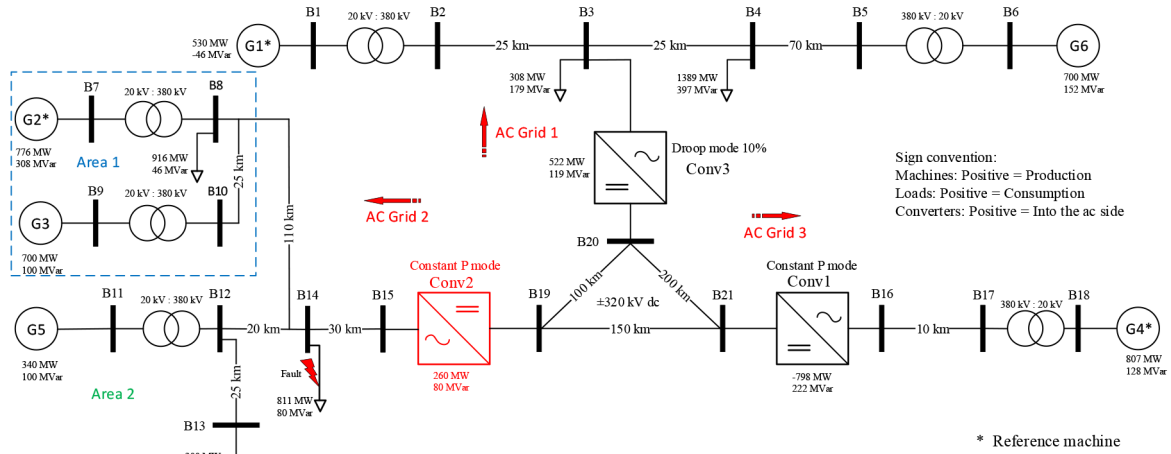 B1
20 kV : 380 kV
B2
B3
B4
B5
380 kV : 20 kV
B6
530 MW
-46 MVar
G1*
25 km
25 km
70 km
G6
308 MW
179 MVar
1389 MW
397 MVar
700 MW
152 MVar
B7
20 kV : 380 kV
B8
G2*
776 MW
308 MVar
Area 1
916 MW
46 MVar
25 km
AC Grid 1
522 MW
119 MVar
Droop mode 10%
Conv3
Sign convention:
Machines: Positive = Production
Loads: Positive = Consumption
Converters: Positive = Into the ac side
B9
20 kV : 380 kV
B10
G3
700 MW
100 MVar
110 km
AC Grid 2
AC Grid 3
B20
Constant P mode
Conv2
100 km
200 km
±320 kV dc
Constant P mode
Conv1
B11
20 kV : 380 kV
B12
B14
B15
B19
B21
B16
B17
380 kV : 20 kV
B18
G5
20 km
30 km
150 km
10 km
G4*
340 MW
100 MVar
Fault
260 MW
80 MVar
-798 MW
222 MVar
807 MW
128 MVar
Area 2
25 km
811 MW
80 MVar
B13
* Reference machine